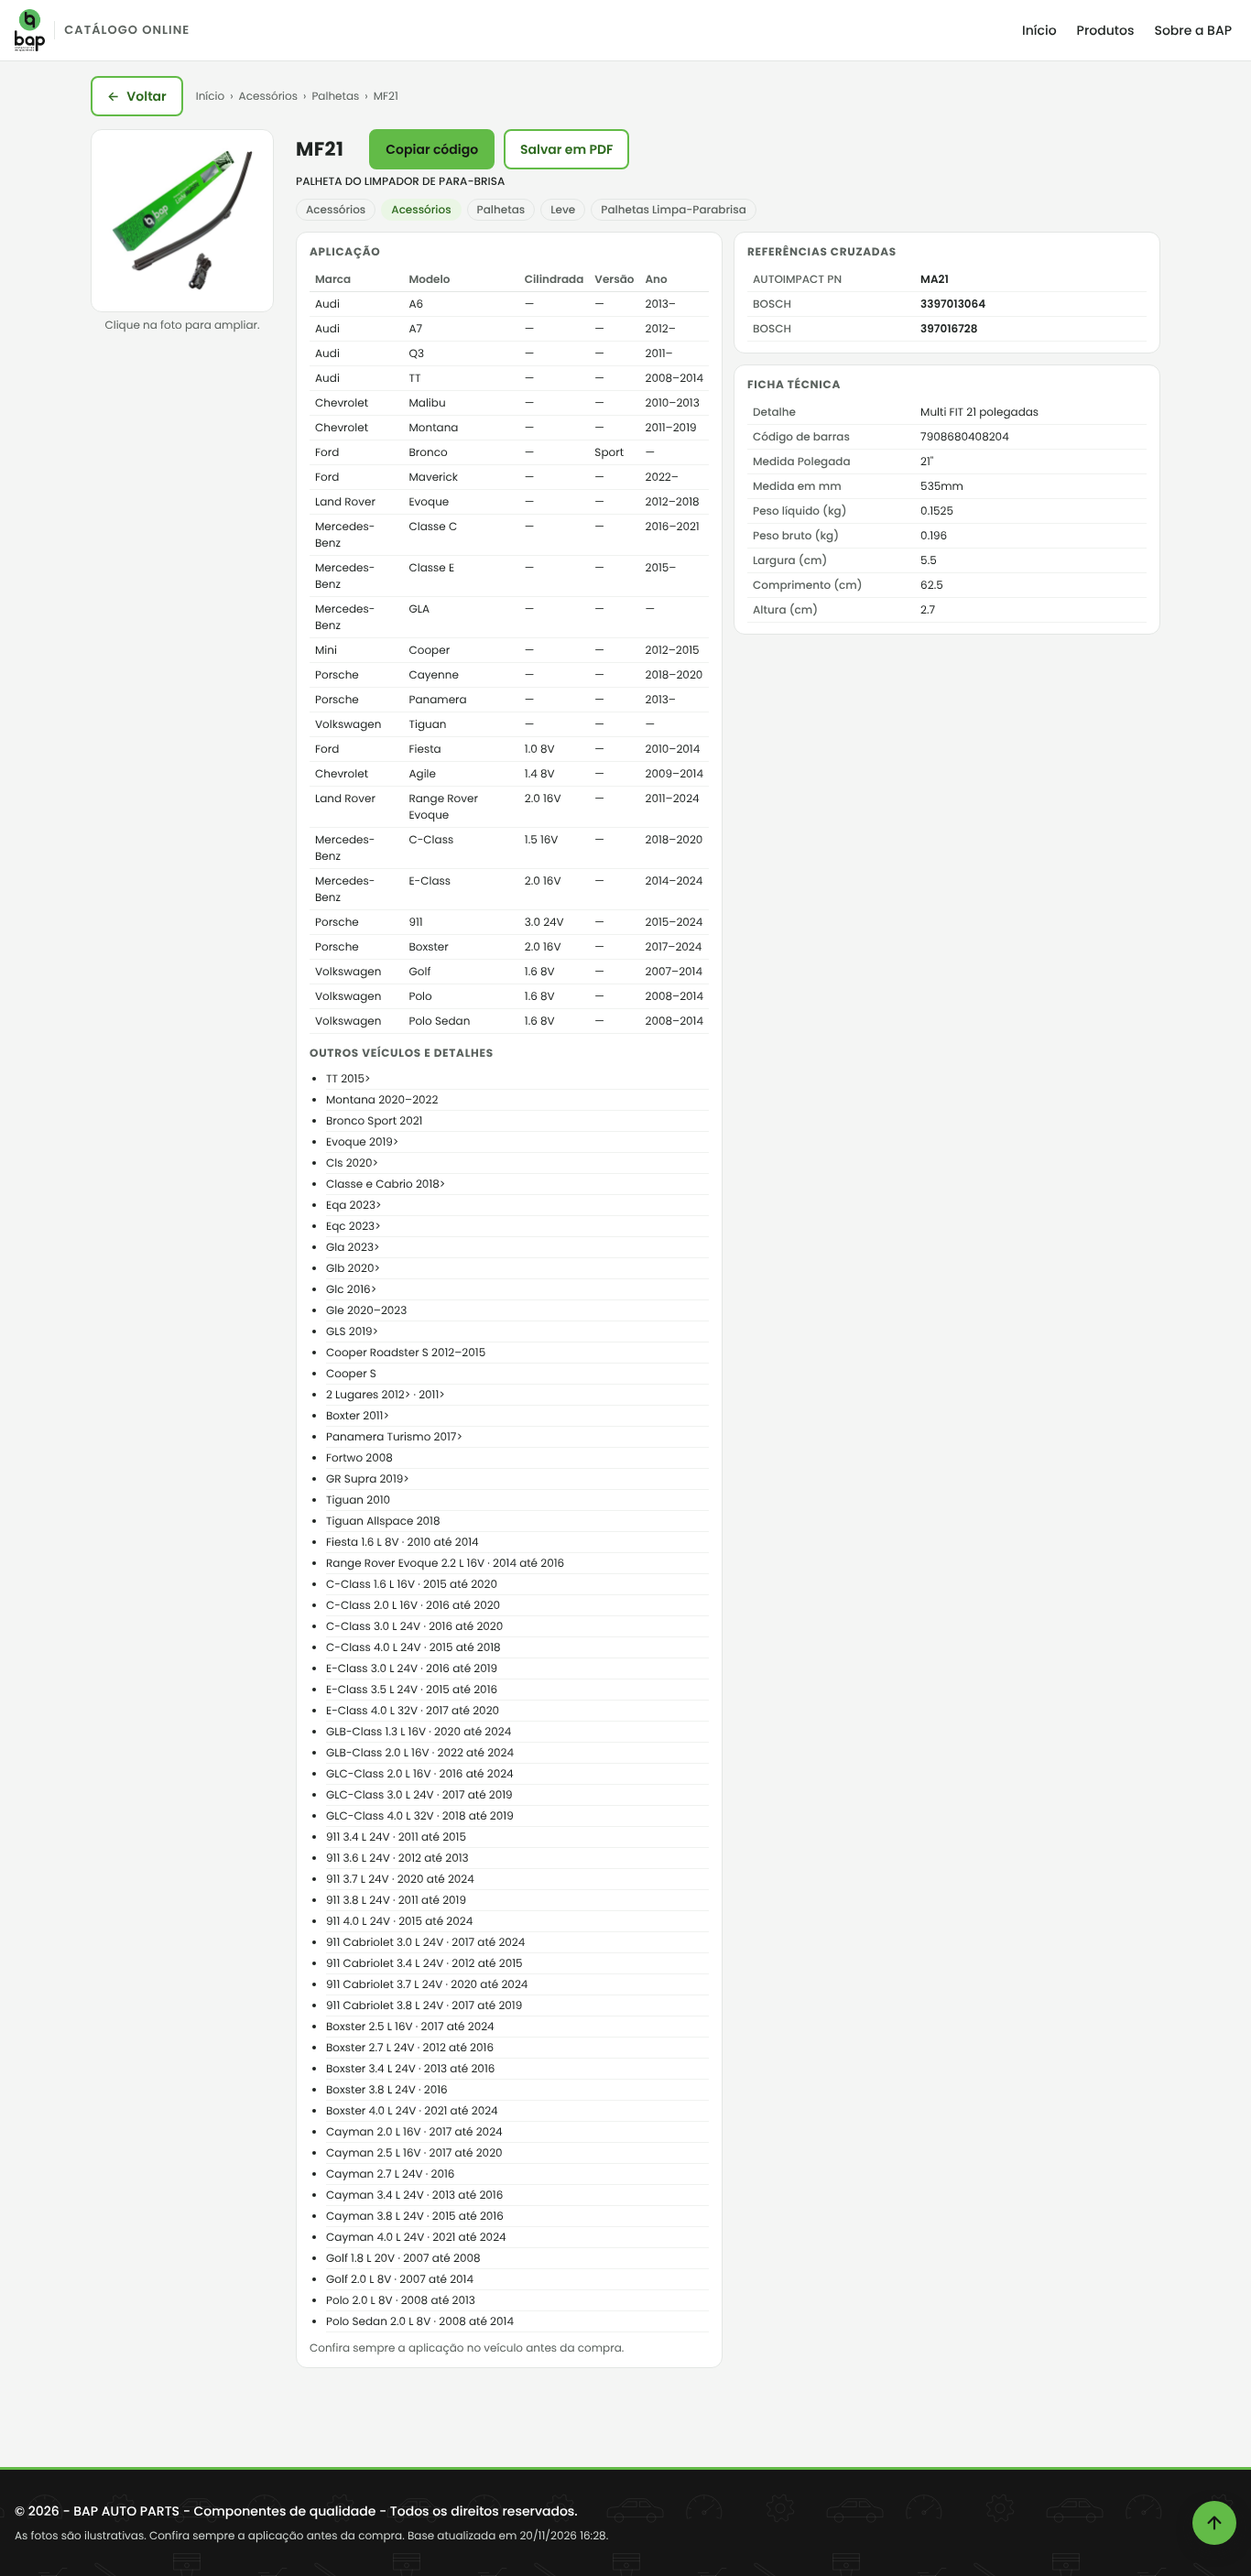 bap
CATÁLOGO ONLINE
Início Produtos Sobre a BAP
← Voltar
Início › Acessórios › Palhetas › MF21
bap
Clique na foto para ampliar.
MF21
Copiar código
Salvar em PDF
PALHETA DO LIMPADOR DE PARA-BRISA
Acessórios Acessórios Palhetas Leve Palhetas Limpa-Parabrisa
APLICAÇÃO
Marca Modelo Cilindrada Versão Ano
Audi A6 — — 2013–
Audi A7 — — 2012–
Audi Q3 — — 2011–
Audi TT — — 2008–2014
Chevrolet Malibu — — 2010–2013
Chevrolet Montana — — 2011–2019
Ford Bronco — Sport —
Ford Maverick — — 2022–
Land Rover Evoque — — 2012–2018
Mercedes-Benz Classe C — — 2016–2021
Mercedes-Benz Classe E — — 2015–
Mercedes-Benz GLA — — —
Mini Cooper — — 2012–2015
Porsche Cayenne — — 2018–2020
Porsche Panamera — — 2013–
Volkswagen Tiguan — — —
Ford Fiesta 1.0 8V — 2010–2014
Chevrolet Agile 1.4 8V — 2009–2014
Land Rover Range Rover Evoque 2.0 16V — 2011–2024
Mercedes-Benz C-Class 1.5 16V — 2018–2020
Mercedes-Benz E-Class 2.0 16V — 2014–2024
Porsche 911 3.0 24V — 2015–2024
Porsche Boxster 2.0 16V — 2017–2024
Volkswagen Golf 1.6 8V — 2007–2014
Volkswagen Polo 1.6 8V — 2008–2014
Volkswagen Polo Sedan 1.6 8V — 2008–2014
OUTROS VEÍCULOS E DETALHES
• TT 2015>
• Montana 2020–2022
• Bronco Sport 2021
• Evoque 2019>
• Cls 2020>
• Classe e Cabrio 2018>
• Eqa 2023>
• Eqc 2023>
• Gla 2023>
• Glb 2020>
• Glc 2016>
• Gle 2020–2023
• GLS 2019>
• Cooper Roadster S 2012–2015
• Cooper S
• 2 Lugares 2012> · 2011>
• Boxter 2011>
• Panamera Turismo 2017>
• Fortwo 2008
• GR Supra 2019>
• Tiguan 2010
• Tiguan Allspace 2018
• Fiesta 1.6 L 8V · 2010 até 2014
• Range Rover Evoque 2.2 L 16V · 2014 até 2016
• C-Class 1.6 L 16V · 2015 até 2020
• C-Class 2.0 L 16V · 2016 até 2020
• C-Class 3.0 L 24V · 2016 até 2020
• C-Class 4.0 L 24V · 2015 até 2018
• E-Class 3.0 L 24V · 2016 até 2019
• E-Class 3.5 L 24V · 2015 até 2016
• E-Class 4.0 L 32V · 2017 até 2020
• GLB-Class 1.3 L 16V · 2020 até 2024
• GLB-Class 2.0 L 16V · 2022 até 2024
• GLC-Class 2.0 L 16V · 2016 até 2024
• GLC-Class 3.0 L 24V · 2017 até 2019
• GLC-Class 4.0 L 32V · 2018 até 2019
• 911 3.4 L 24V · 2011 até 2015
• 911 3.6 L 24V · 2012 até 2013
• 911 3.7 L 24V · 2020 até 2024
• 911 3.8 L 24V · 2011 até 2019
• 911 4.0 L 24V · 2015 até 2024
• 911 Cabriolet 3.0 L 24V · 2017 até 2024
• 911 Cabriolet 3.4 L 24V · 2012 até 2015
• 911 Cabriolet 3.7 L 24V · 2020 até 2024
• 911 Cabriolet 3.8 L 24V · 2017 até 2019
• Boxster 2.5 L 16V · 2017 até 2024
• Boxster 2.7 L 24V · 2012 até 2016
• Boxster 3.4 L 24V · 2013 até 2016
• Boxster 3.8 L 24V · 2016
• Boxster 4.0 L 24V · 2021 até 2024
• Cayman 2.0 L 16V · 2017 até 2024
• Cayman 2.5 L 16V · 2017 até 2020
• Cayman 2.7 L 24V · 2016
• Cayman 3.4 L 24V · 2013 até 2016
• Cayman 3.8 L 24V · 2015 até 2016
• Cayman 4.0 L 24V · 2021 até 2024
• Golf 1.8 L 20V · 2007 até 2008
• Golf 2.0 L 8V · 2007 até 2014
• Polo 2.0 L 8V · 2008 até 2013
• Polo Sedan 2.0 L 8V · 2008 até 2014
Confira sempre a aplicação no veículo antes da compra.
REFERÊNCIAS CRUZADAS
AUTOIMPACT PN MA21
BOSCH 3397013064
BOSCH 397016728
FICHA TÉCNICA
Detalhe Multi FIT 21 polegadas
Código de barras 7908680408204
Medida Polegada 21"
Medida em mm 535mm
Peso líquido (kg) 0.1525
Peso bruto (kg) 0.196
Largura (cm) 5.5
Comprimento (cm) 62.5
Altura (cm) 2.7
© 2026 - BAP AUTO PARTS - Componentes de qualidade - Todos os direitos reservados.
As fotos são ilustrativas. Confira sempre a aplicação antes da compra. Base atualizada em 20/11/2026 16:28.